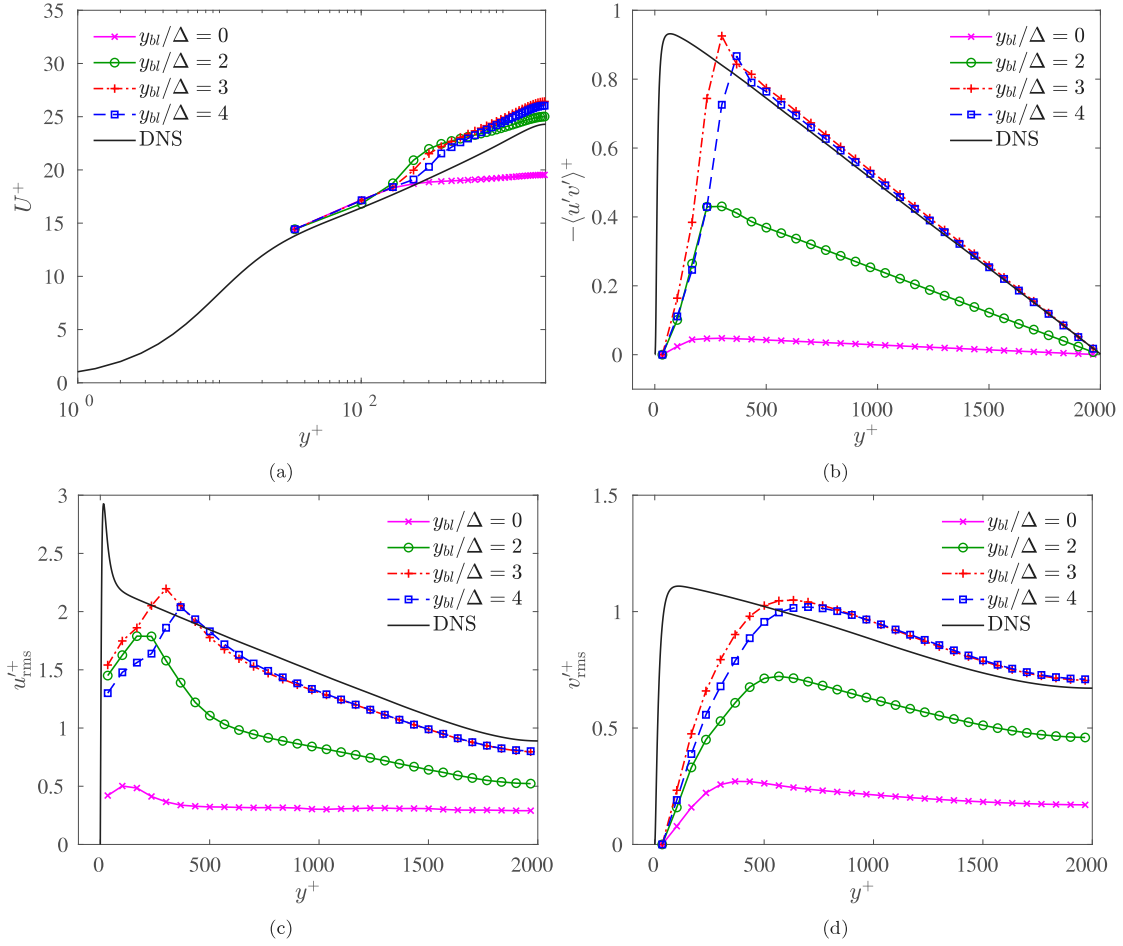 30
25
20
15
10
5
0
U⁺
10⁰
10²
y⁺
y_{bl}/Δ = 0
y_{bl}/Δ = 2
y_{bl}/Δ = 3
y_{bl}/Δ = 4
DNS
(a)
1
0.8
0.6
0.4
0.2
0
−⟨u′v′⟩⁺
0
500
1000
1500
2000
y⁺
y_{bl}/Δ = 0
y_{bl}/Δ = 2
y_{bl}/Δ = 3
y_{bl}/Δ = 4
DNS
(b)
3
2.5
2
1.5
1
0.5
0
u′⁺_{rms}
0
500
1000
1500
2000
y⁺
y_{bl}/Δ = 0
y_{bl}/Δ = 2
y_{bl}/Δ = 3
y_{bl}/Δ = 4
DNS
(c)
1.5
1
0.5
0
v′⁺_{rms}
0
500
1000
1500
2000
y⁺
y_{bl}/Δ = 0
y_{bl}/Δ = 2
y_{bl}/Δ = 3
y_{bl}/Δ = 4
DNS
(d)